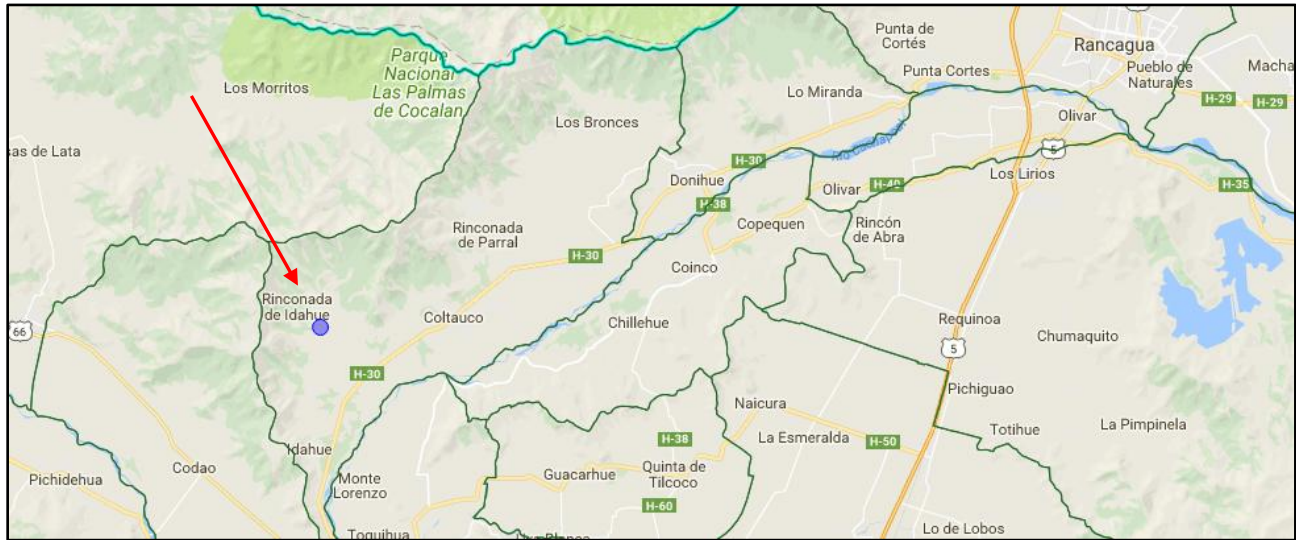 Punta de
Cortés
Rancagua
Parque
Nacional
Las Palmas
de Cocalan
Los Morritos
Punta Cortes
Pueblo de
Naturales
Macha
Lo Miranda
H-29
H-29
Los Bronces
Olivar
sas de Lata
H-30
5
Donihue
Olivar
H-40
Los Lirios
H-35
H-38
Rinconada
de Parral
Copequen
Rincón
de Abra
H-30
Coinco
Rinconada
de Idahue
Coltauco
Chillehue
Requinoa
Chumaquito
66
5
H-30
Pichiguao
Naicura
La Esmeralda
H-38
H-50
Totihue
La Pimpinela
Idahue
Codao
Pichidehua
Monte
Lorenzo
Guacarhue
Quinta de
Tilcoco
H-60
Lo de Lobos
Toquihua